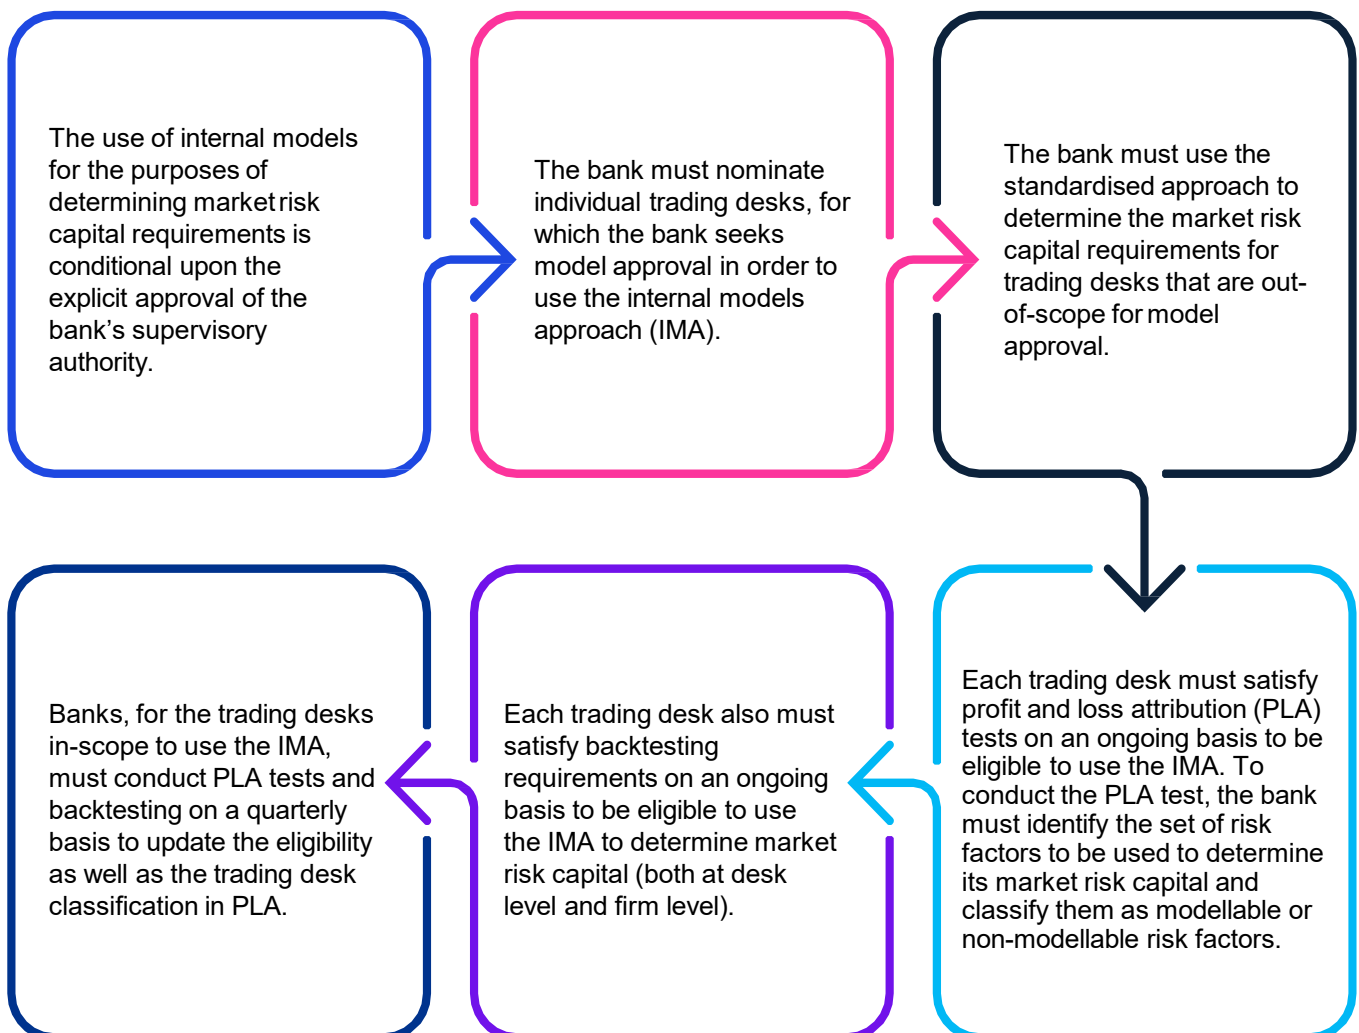 The use of internal models
for the purposes of
determining market risk
capital requirements is
conditional upon the
explicit approval of the
bank’s supervisory
authority.
The bank must nominate
individual trading desks, for
which the bank seeks
model approval in order to
use the internal models
approach (IMA).
The bank must use the
standardised approach to
determine the market risk
capital requirements for
trading desks that are out-
of-scope for model
approval.
Each trading desk must satisfy
profit and loss attribution (PLA)
tests on an ongoing basis to be
eligible to use the IMA. To
conduct the PLA test, the bank
must identify the set of risk
factors to be used to determine
its market risk capital and
classify them as modellable or
non-modellable risk factors.
Each trading desk also must
satisfy backtesting
requirements on an ongoing
basis to be eligible to use
the IMA to determine market
risk capital (both at desk
level and firm level).
Banks, for the trading desks
in-scope to use the IMA,
must conduct PLA tests and
backtesting on a quarterly
basis to update the eligibility
as well as the trading desk
classification in PLA.